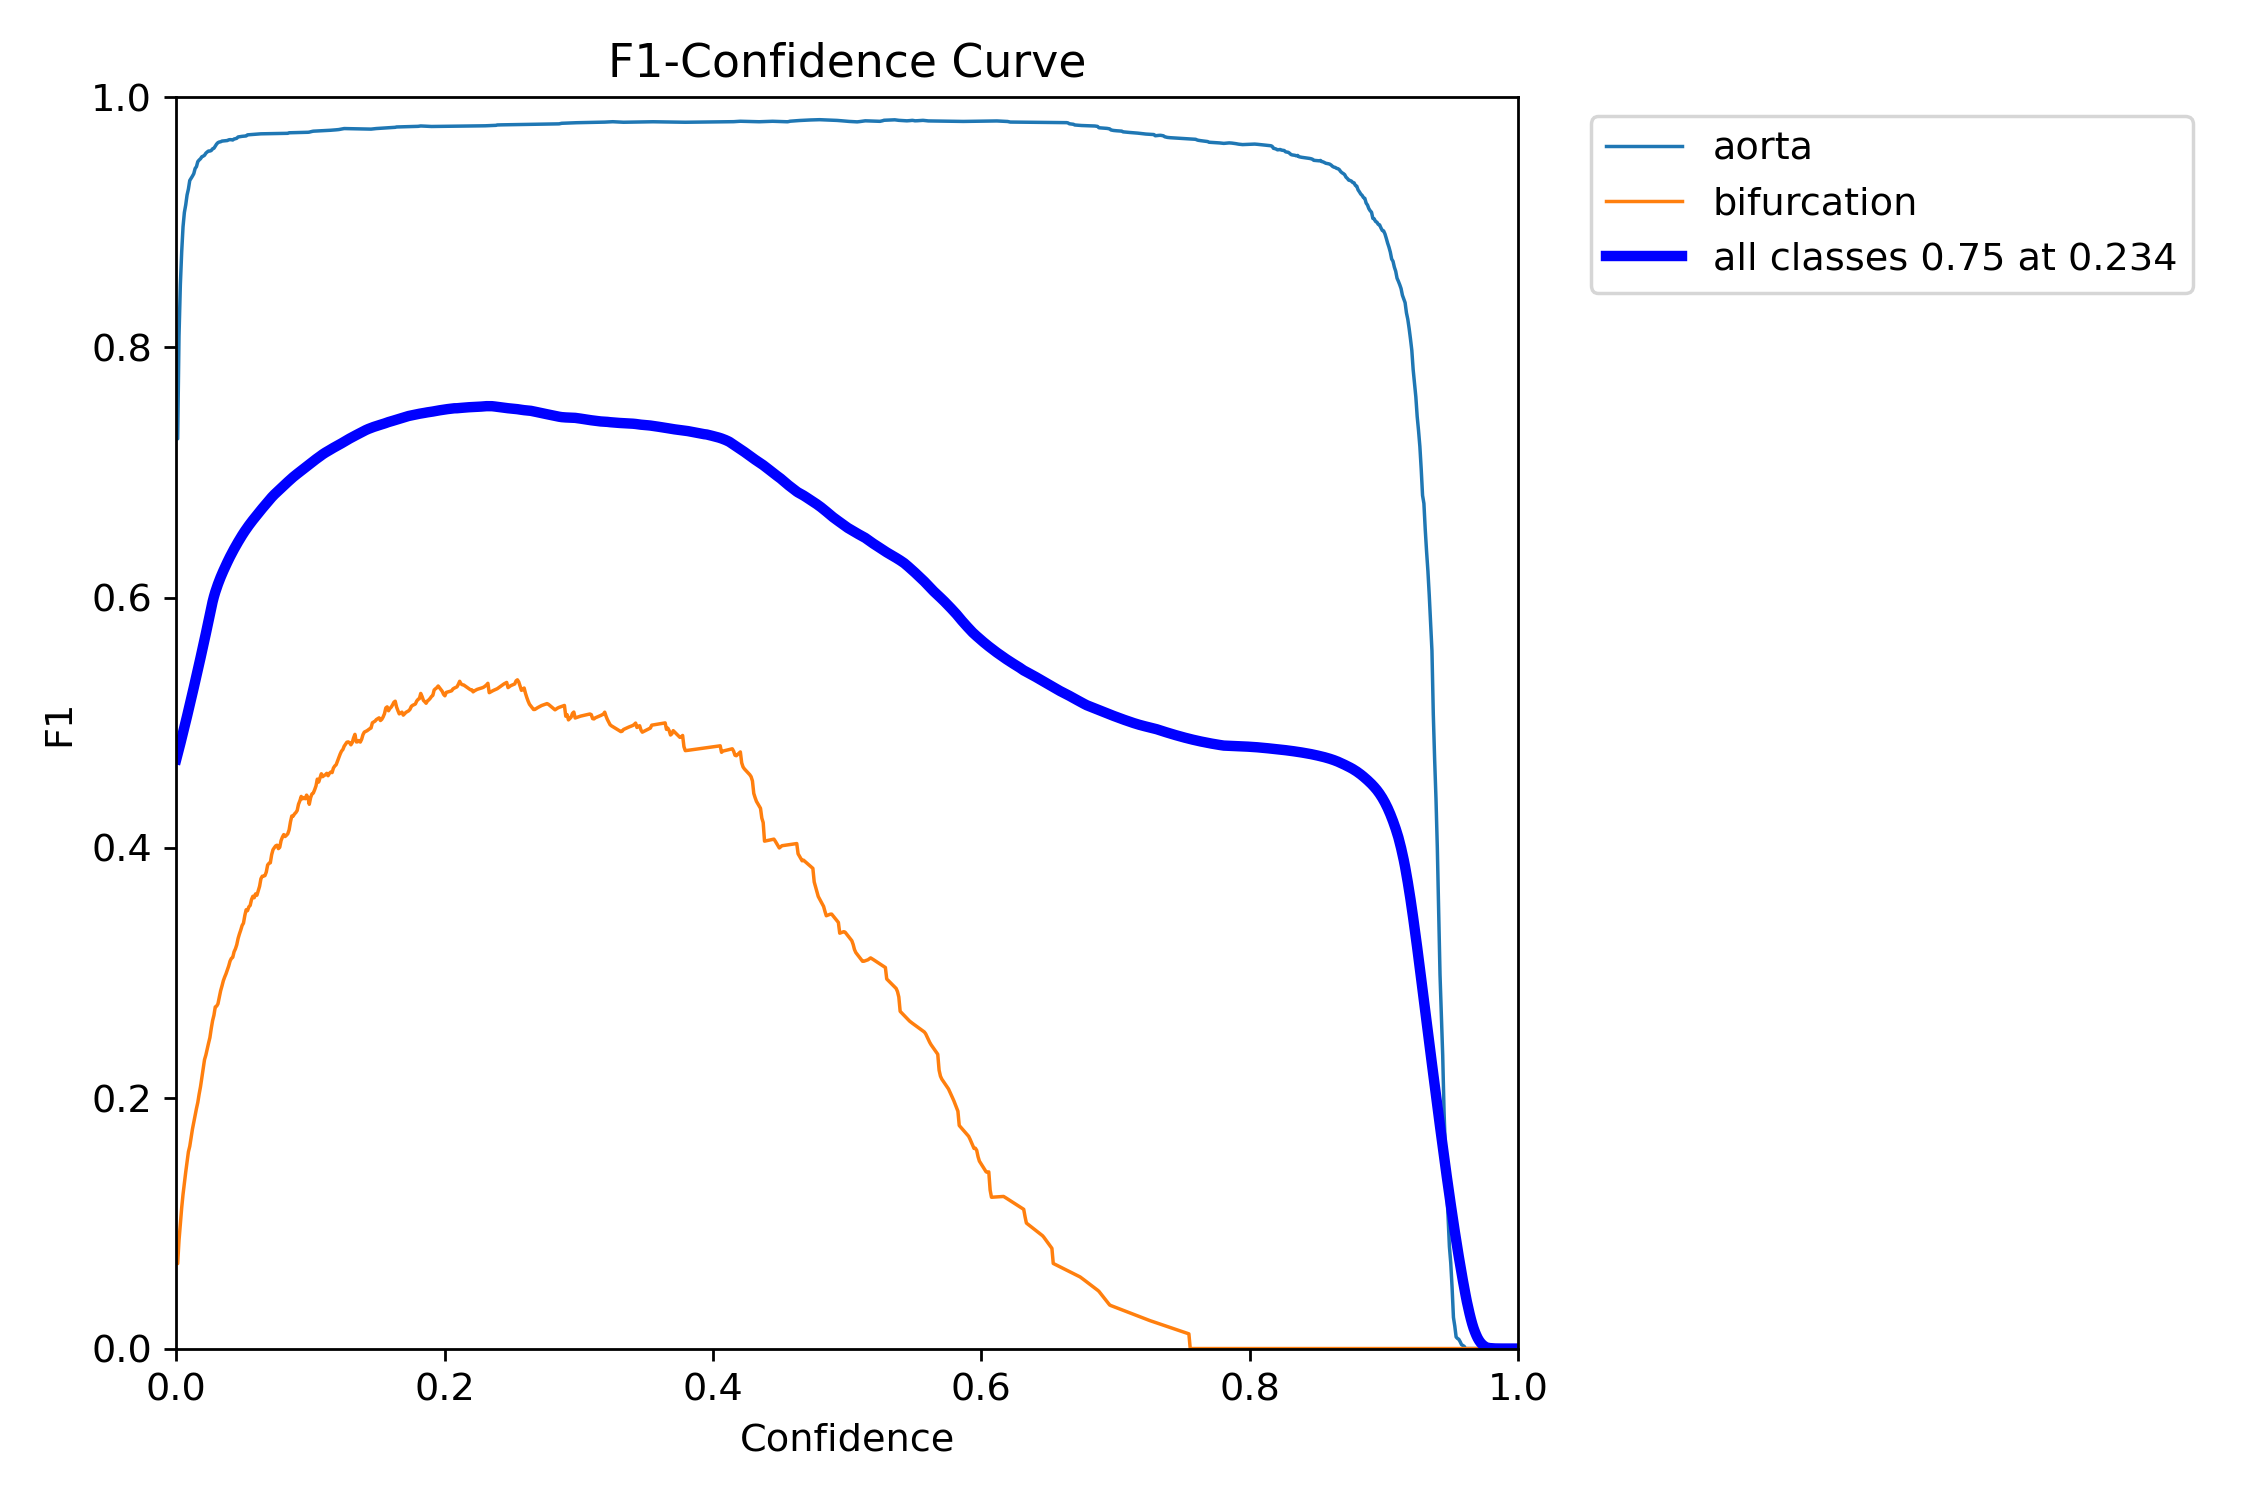 F1-Confidence Curve
1.0
0.8
0.6
0.4
0.2
0.0
F1
0.0 0.2 0.4 0.6 0.8 1.0
Confidence
aorta
bifurcation
all classes 0.75 at 0.234